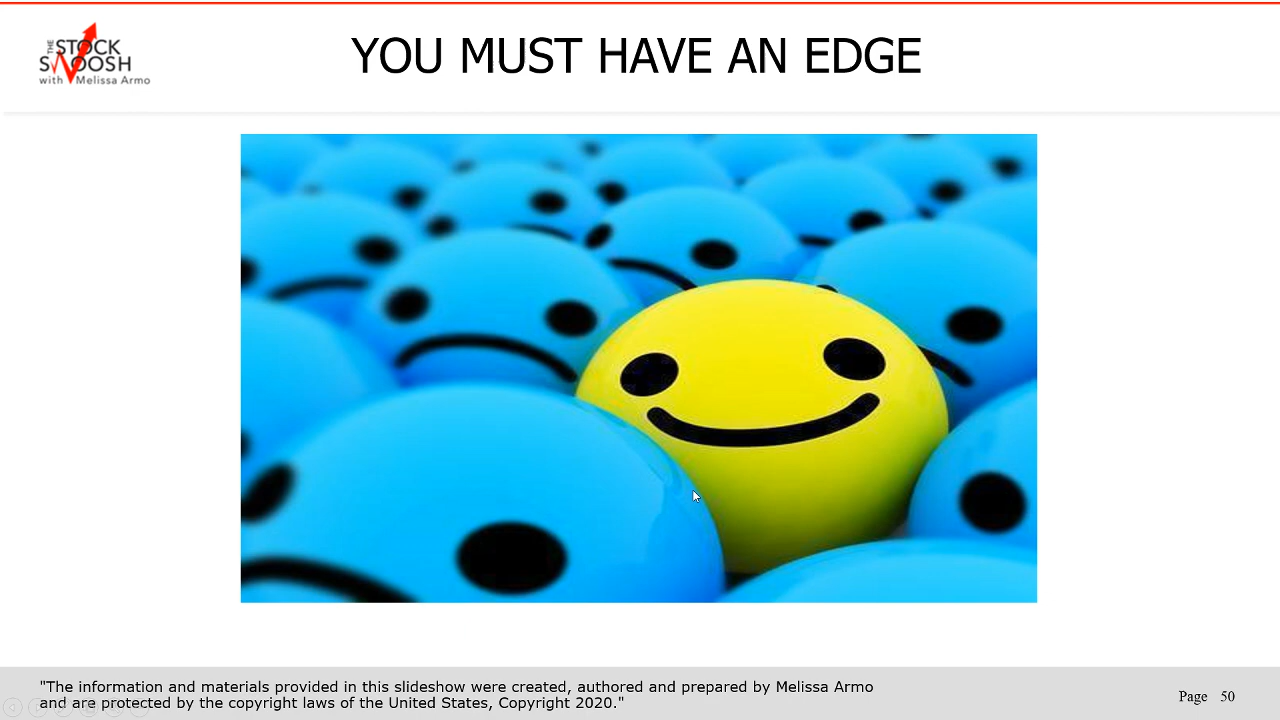 THE
STOCK
SWOOSH
with Melissa Armo
YOU MUST HAVE AN EDGE
"The information and materials provided in this slideshow were created, authored and prepared by Melissa Armo
and are protected by the copyright laws of the United States, Copyright 2020."
Page 50